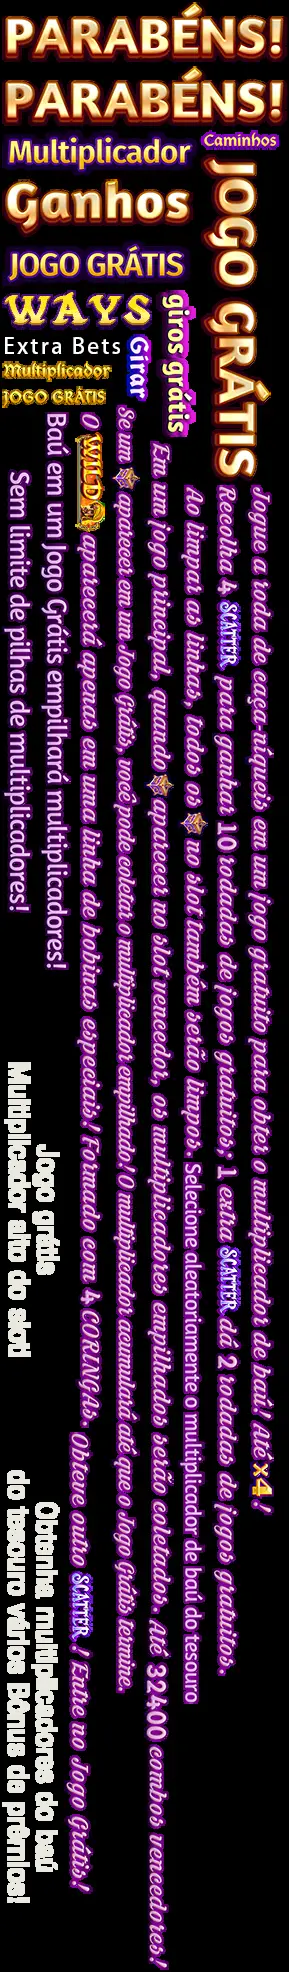 PARABÉNS!
PARABÉNS!
Multiplicador
Caminhos
Ganhos
JOGO GRÁTIS
JOGO GRÁTIS
WAYS
giros grátis
Extra Bets
Girar
Multiplicador
JOGO GRÁTIS
Jogue a roda de caça-níqueis em um jogo gratuito para obter o multiplicador de baú! Até x4!
Receba 4 SCATTER para ganhar 10 rodadas de jogos gratuitos; 1 extra SCATTER dá 2 rodadas de jogos gratuitos.
Ao limpar as linhas, todos os no slot também serão limpos.
Selecione aleatoriamente o multiplicador de baú do tesouro
Em um jogo principal, quando aparecer no slot vencedor, os multiplicadores empilhados serão coletados. Até 32400 combos vencedores!
Se um aparecer em um Jogo Grátis, você pode coletar o multiplicador empilhado! O multiplicador acumulará até que o Jogo Grátis termine.
O WILD aparecerá apenas em uma linha de bobinas especiais! Formado com 4 CORINGAs.
Obteve outro SCATTER! Entre no Jogo Grátis!
Baú em um Jogo Grátis empilhará multiplicadores!
Sem limite de pilhas de multiplicadores!
Jogo grátis
Multiplicador alto do slot!
Obtenha multiplicadores do baú
do tesouro vários Bônus de prêmios!